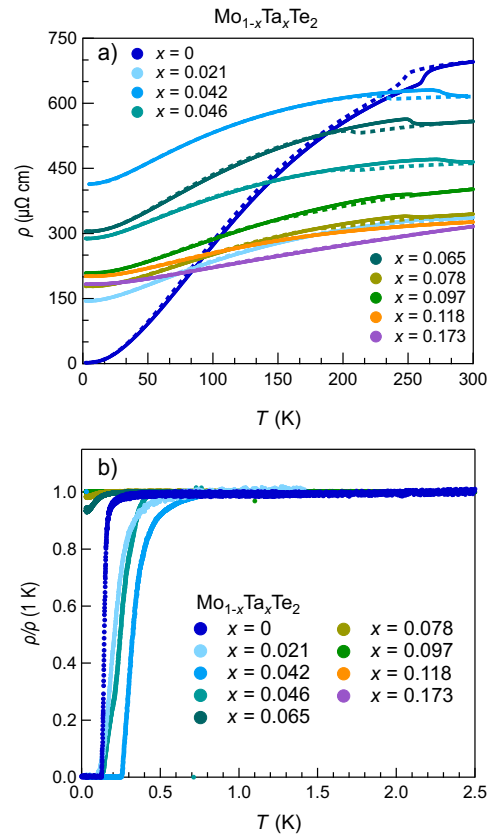 Mo₁₋ₓTaₓTe₂
a)
x = 0
x = 0.021
x = 0.042
x = 0.046
x = 0.065
x = 0.078
x = 0.097
x = 0.118
x = 0.173
750
600
450
300
150
0
ρ (μΩ cm)
0 50 100 150 200 250 300
T (K)
b)
1.0
0.8
0.6
0.4
0.2
0.0
ρ/ρ (1 K)
Mo₁₋ₓTaₓTe₂
x = 0
x = 0.021
x = 0.042
x = 0.046
x = 0.065
x = 0.078
x = 0.097
x = 0.118
x = 0.173
0.0 0.5 1.0 1.5 2.0 2.5
T (K)